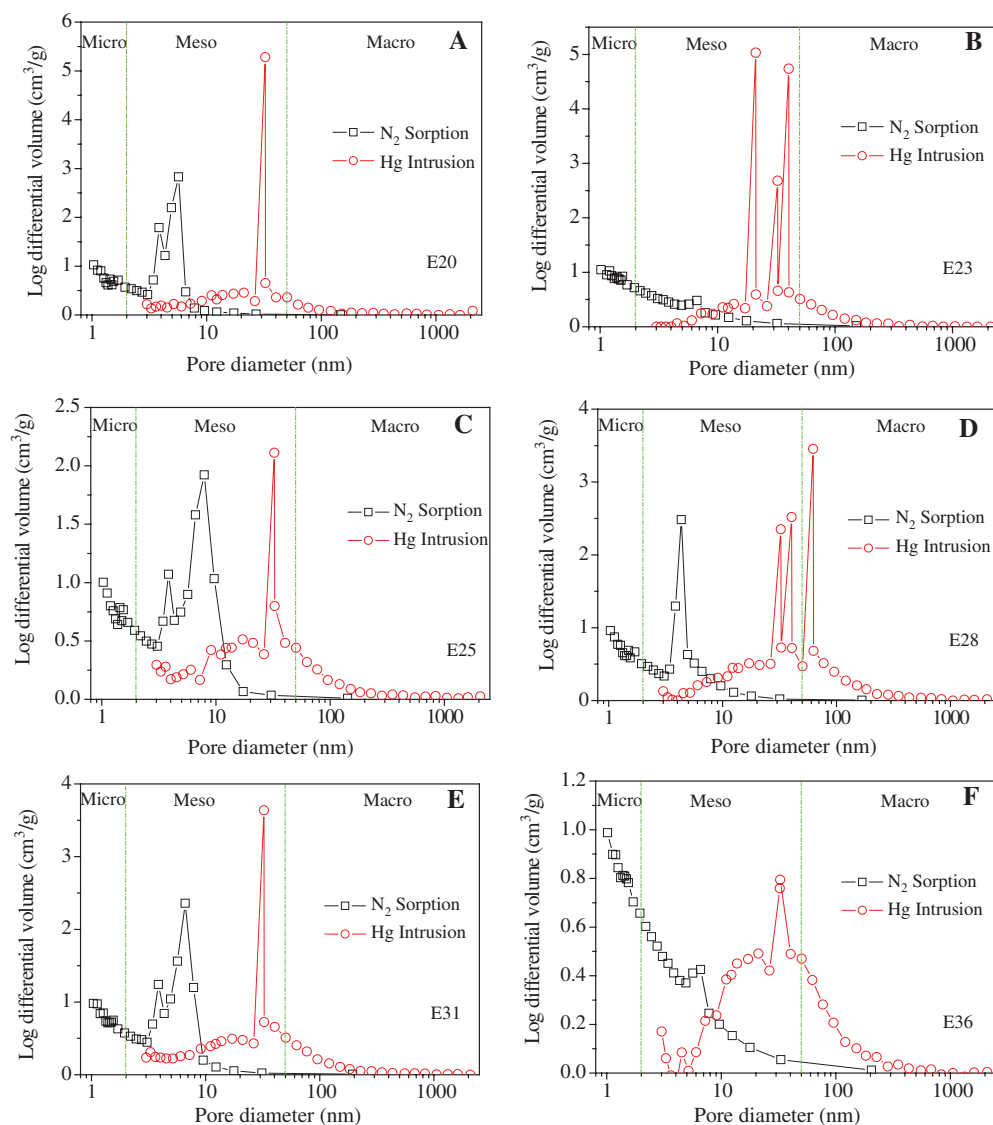 A
Micro Meso Macro
N2 Sorption
Hg Intrusion
E20
Log differential volume (cm3/g)
6
5
4
3
2
1
0
1 10 100 1000
Pore diameter (nm)
B
Micro Meso Macro
N2 Sorption
Hg Intrusion
E23
Log differential volume (cm3/g)
5
4
3
2
1
0
1 10 100 1000
Pore diameter (nm)
C
Micro Meso Macro
N2 Sorption
Hg Intrusion
E25
Log differential volume (cm3/g)
2.5
2.0
1.5
1.0
0.5
0.0
1 10 100 1000
Pore diameter (nm)
D
Micro Meso Macro
N2 Sorption
Hg Intrusion
E28
Log differential volume (cm3/g)
4
3
2
1
0
1 10 100 1000
Pore diameter (nm)
E
Micro Meso Macro
N2 Sorption
Hg Intrusion
E31
Log differential volume (cm3/g)
4
3
2
1
0
1 10 100 1000
Pore diameter (nm)
F
Micro Meso Macro
N2 Sorption
Hg Intrusion
E36
Log differential volume (cm3/g)
1.2
1.0
0.8
0.6
0.4
0.2
0.0
1 10 100 1000
Pore diameter (nm)